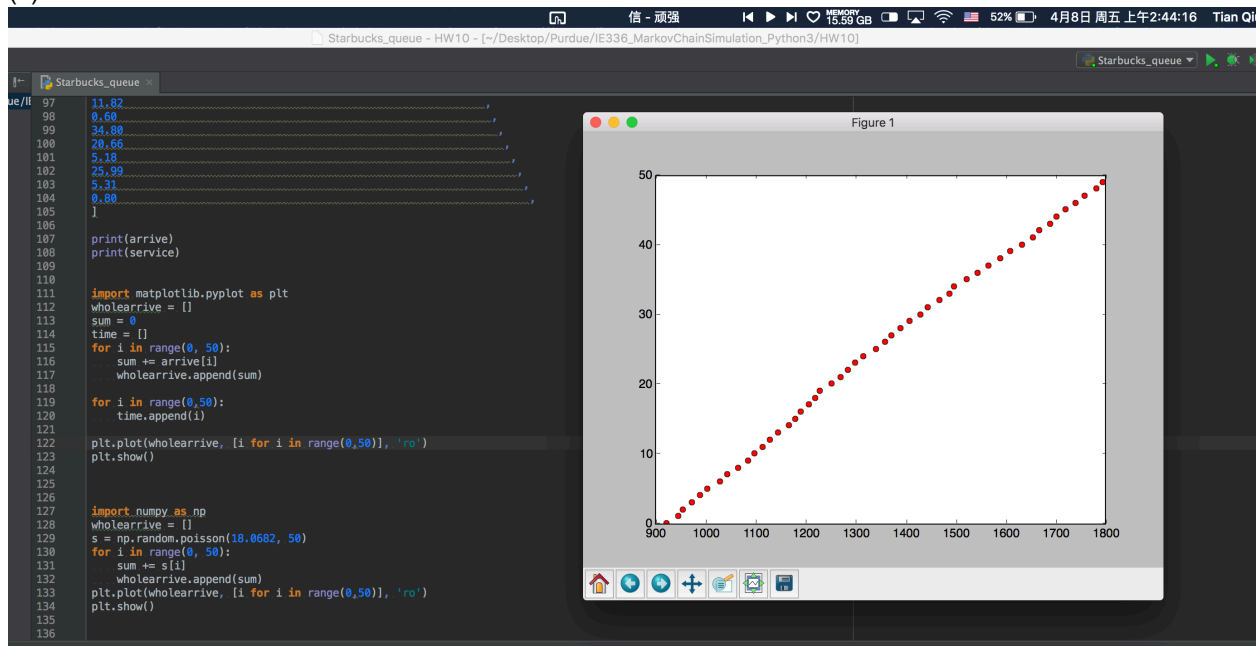 信 - 顽强 MEMORY 15.59 GB 52% 4月8日 周五 上午2:44:16 Tian Qi
Starbucks_queue - HW10 - [~/Desktop/Purdue/IE336_MarkovChainSimulation_Python3/HW10]
Starbucks_queue
Starbucks_queue
ue/IE
97 11.82 ,
98 0.60 ,
99 34.80 ,
100 20.66 ,
101 5.18 ,
102 25.99 ,
103 5.31 ,
104 0.80 ,
105 ]
106
107 print(arrive)
108 print(service)
109
110
111 import matplotlib.pyplot as plt
112 wholearrive = []
113 sum = 0
114 time = []
115 for i in range(0, 50):
116 sum += arrive[i]
117 wholearrive.append(sum)
118
119 for i in range(0,50):
120 time.append(i)
121
122 plt.plot(wholearrive, [i for i in range(0,50)], 'ro')
123 plt.show()
124
125
126
127 import numpy as np
128 wholearrive = []
129 s = np.random.poisson(18.0682, 50)
130 for i in range(0, 50):
131 sum += s[i]
132 wholearrive.append(sum)
133 plt.plot(wholearrive, [i for i in range(0,50)], 'ro')
134 plt.show()
135
136
Figure 1
50
40
30
20
10
0
900 1000 1100 1200 1300 1400 1500 1600 1700 1800